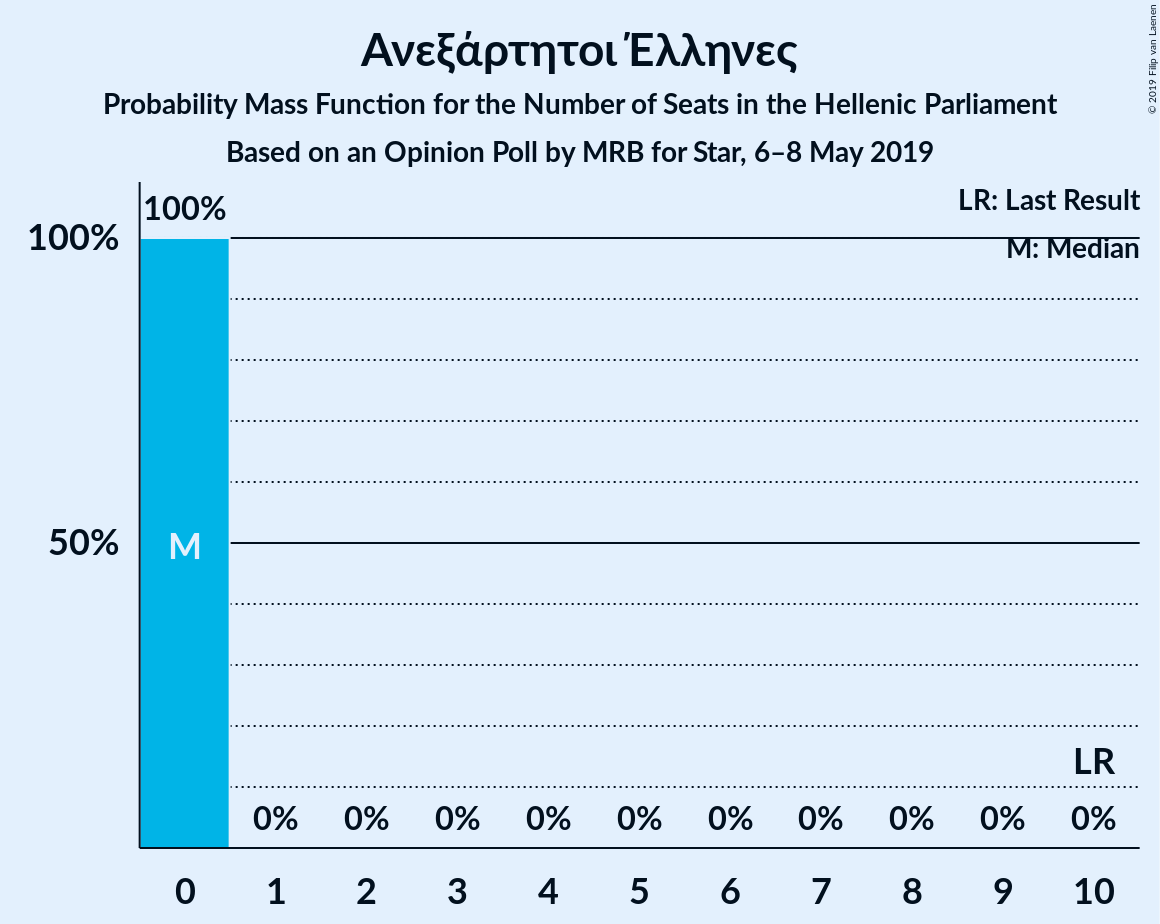 Ανεξάρτητοι Έλληνες
Probability Mass Function for the Number of Seats in the Hellenic Parliament
Based on an Opinion Poll by MRB for Star, 6–8 May 2019
© 2019 Filip van Laenen
LR: Last Result
M: Median
100%
100%
50%
M
LR
0% 0% 0% 0% 0% 0% 0% 0% 0% 0%
0 1 2 3 4 5 6 7 8 9 10